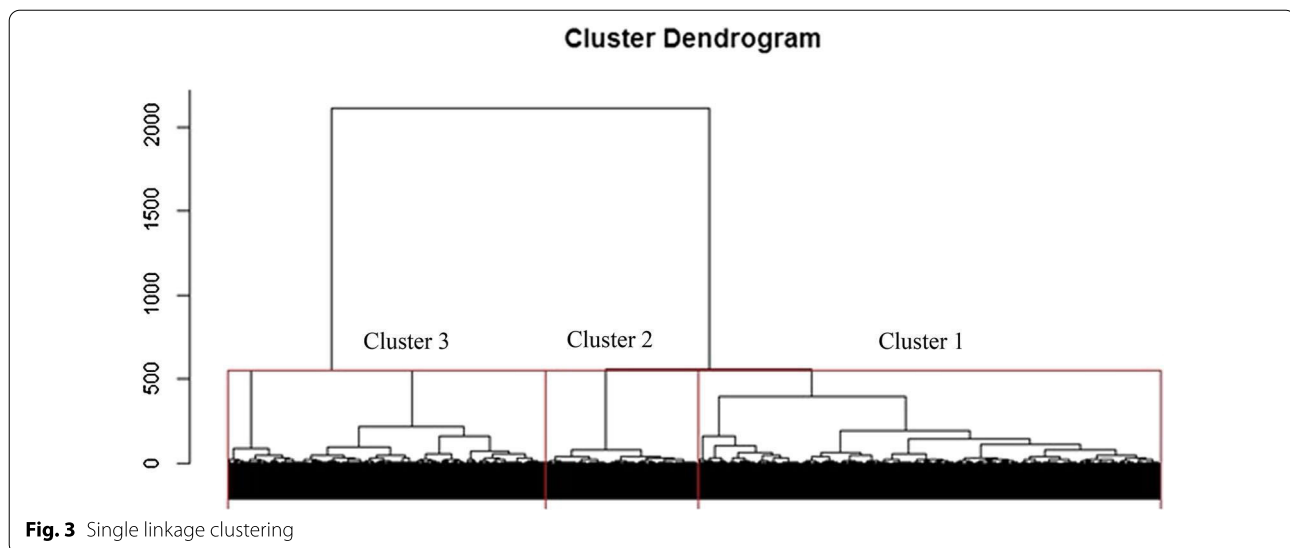 Cluster Dendrogram
2000
1500
1000
500
0
Cluster 3
Cluster 2
Cluster 1
Fig. 3 Single linkage clustering